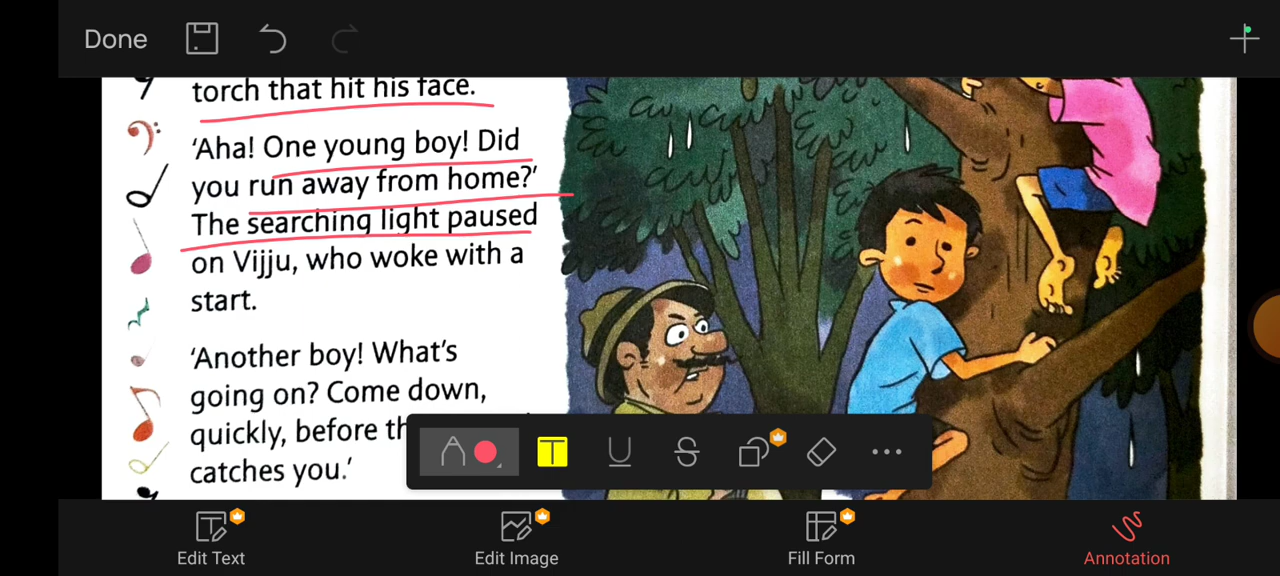 Done
torch that hit his face.
'Aha! One young boy! Did
you run away from home?'
The searching light paused
on Vijju, who woke with a
start.
'Another boy! What's
going on? Come down,
quickly, before
catches you.'
Edit Text
Edit Image
Fill Form
Annotation